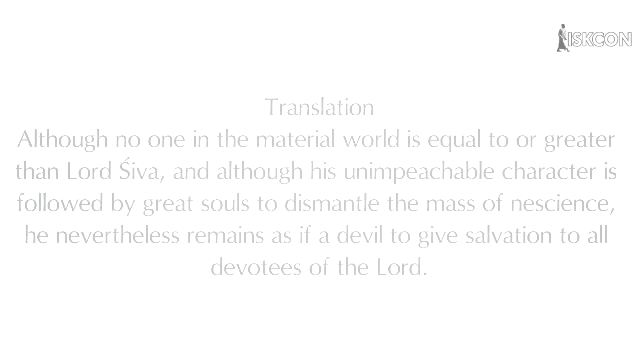 ISKCON
Translation
Although no one in the material world is equal to or greater
than Lord Śiva, and although his unimpeachable character is
followed by great souls to dismantle the mass of nescience,
he nevertheless remains as if a devil to give salvation to all
devotees of the Lord.